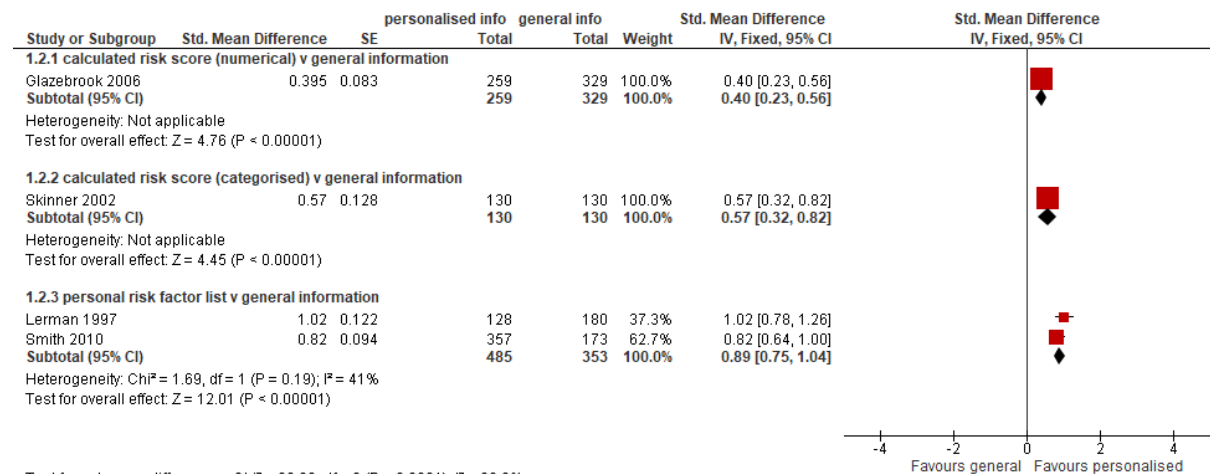 personalised info general info Std. Mean Difference Std. Mean Difference
Study or Subgroup Std. Mean Difference SE Total Total Weight IV, Fixed, 95% CI IV, Fixed, 95% CI
1.2.1 calculated risk score (numerical) v general information
Glazebrook 2006 0.395 0.083 259 329 100.0% 0.40 [0.23, 0.56]
Subtotal (95% CI) 259 329 100.0% 0.40 [0.23, 0.56]
Heterogeneity: Not applicable
Test for overall effect: Z = 4.76 (P < 0.00001)
1.2.2 calculated risk score (categorised) v general information
Skinner 2002 0.57 0.128 130 130 100.0% 0.57 [0.32, 0.82]
Subtotal (95% CI) 130 130 100.0% 0.57 [0.32, 0.82]
Heterogeneity: Not applicable
Test for overall effect: Z = 4.45 (P < 0.00001)
1.2.3 personal risk factor list v general information
Lerman 1997 1.02 0.122 128 180 37.3% 1.02 [0.78, 1.26]
Smith 2010 0.82 0.094 357 173 62.7% 0.82 [0.64, 1.00]
Subtotal (95% CI) 485 353 100.0% 0.89 [0.75, 1.04]
Heterogeneity: Chi² = 1.69, df = 1 (P = 0.19); I² = 41%
Test for overall effect: Z = 12.01 (P < 0.00001)
-4 -2 0 2 4
Favours general Favours personalised